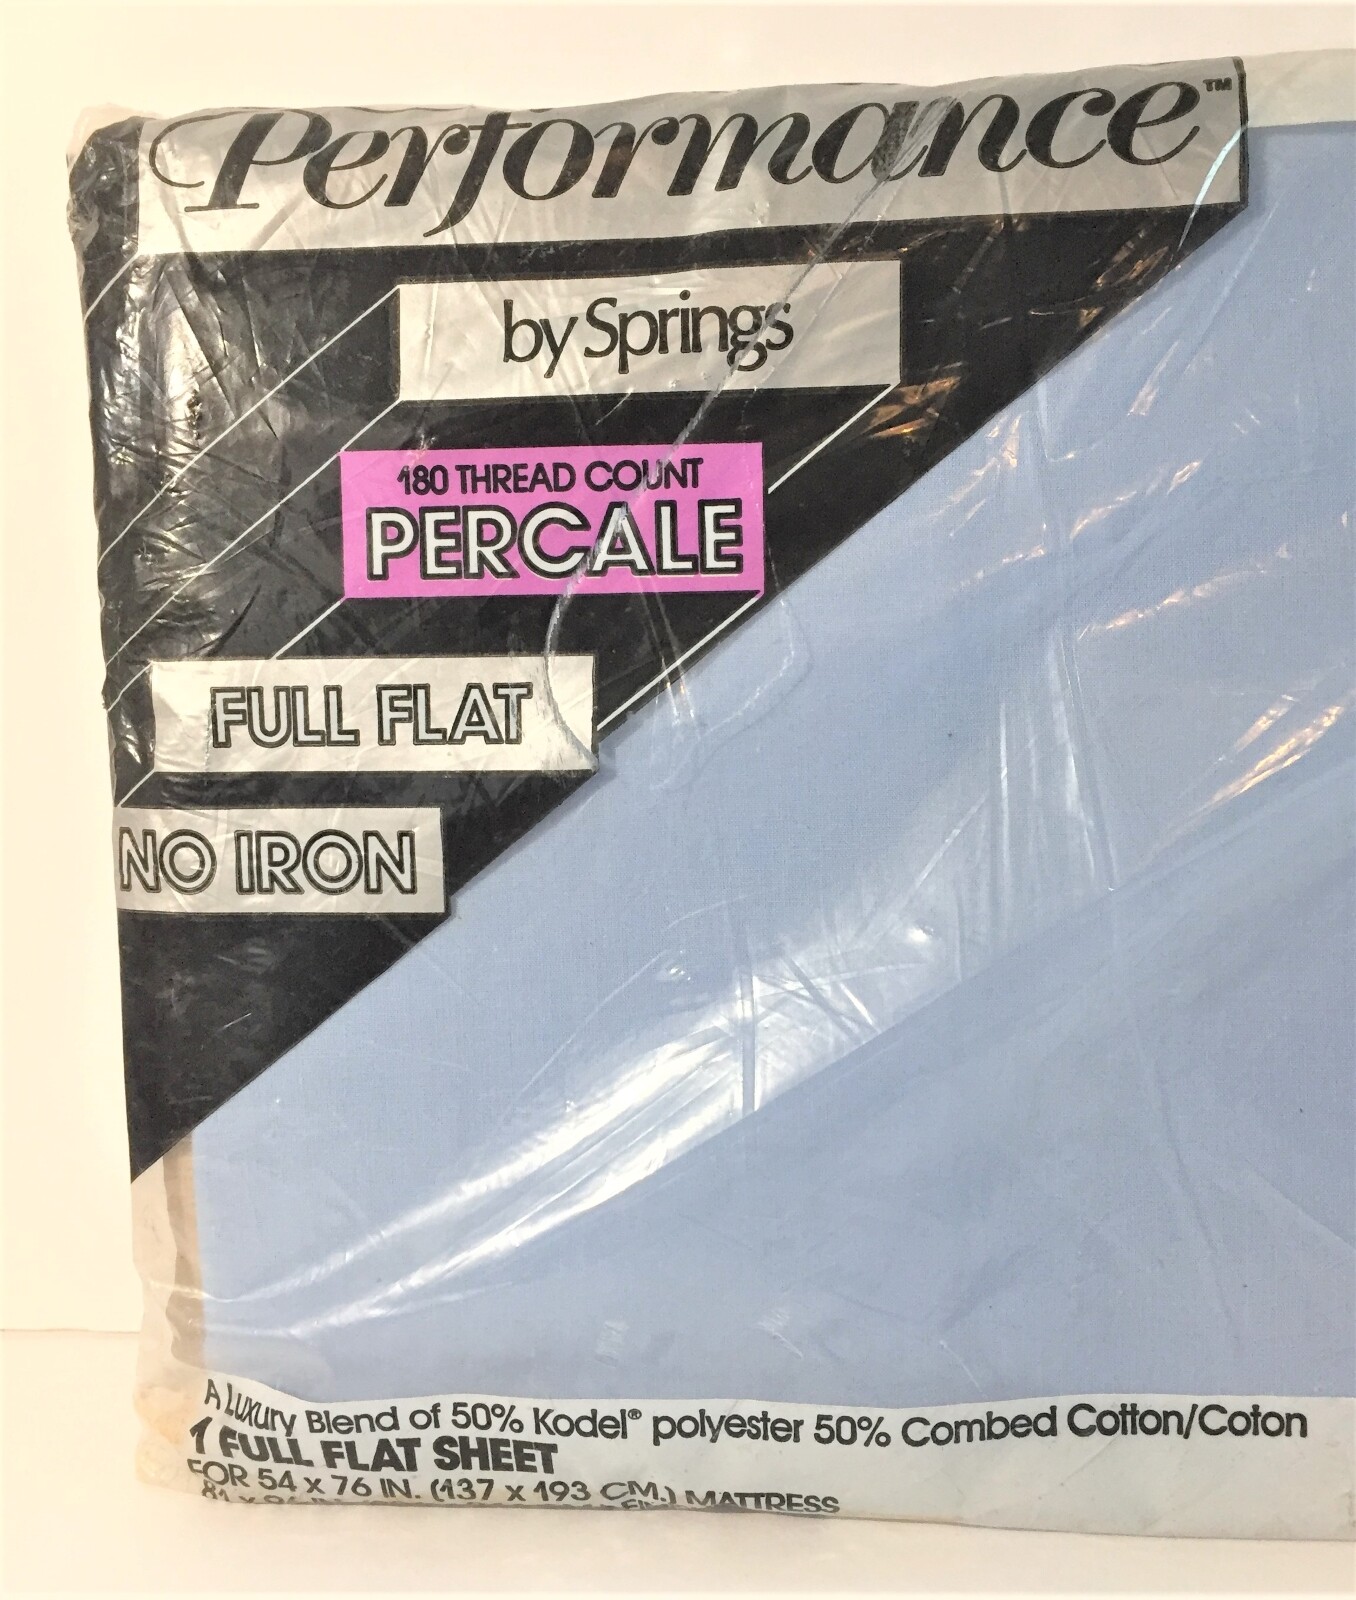 Performance™
by Springs
180 THREAD COUNT
PERCALE
FULL FLAT
NO IRON
A Luxury Blend of 50% Kodel® polyester 50% Combed Cotton/Coton
1 FULL FLAT SHEET
FOR 54 x 76 IN. (137 x 193 CM.) MATTRESS
81 x